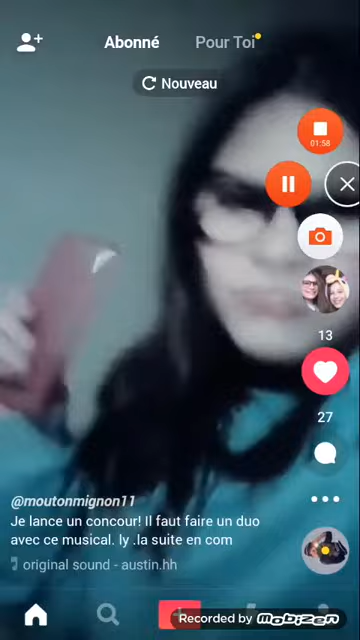 Abonné Pour Toi
Nouveau
01:58
13
27
@moutonmignon11
Je lance un concour! Il faut faire un duo
avec ce musical. ly .la suite en com
original sound - austin.hh
Recorded by Mobizen